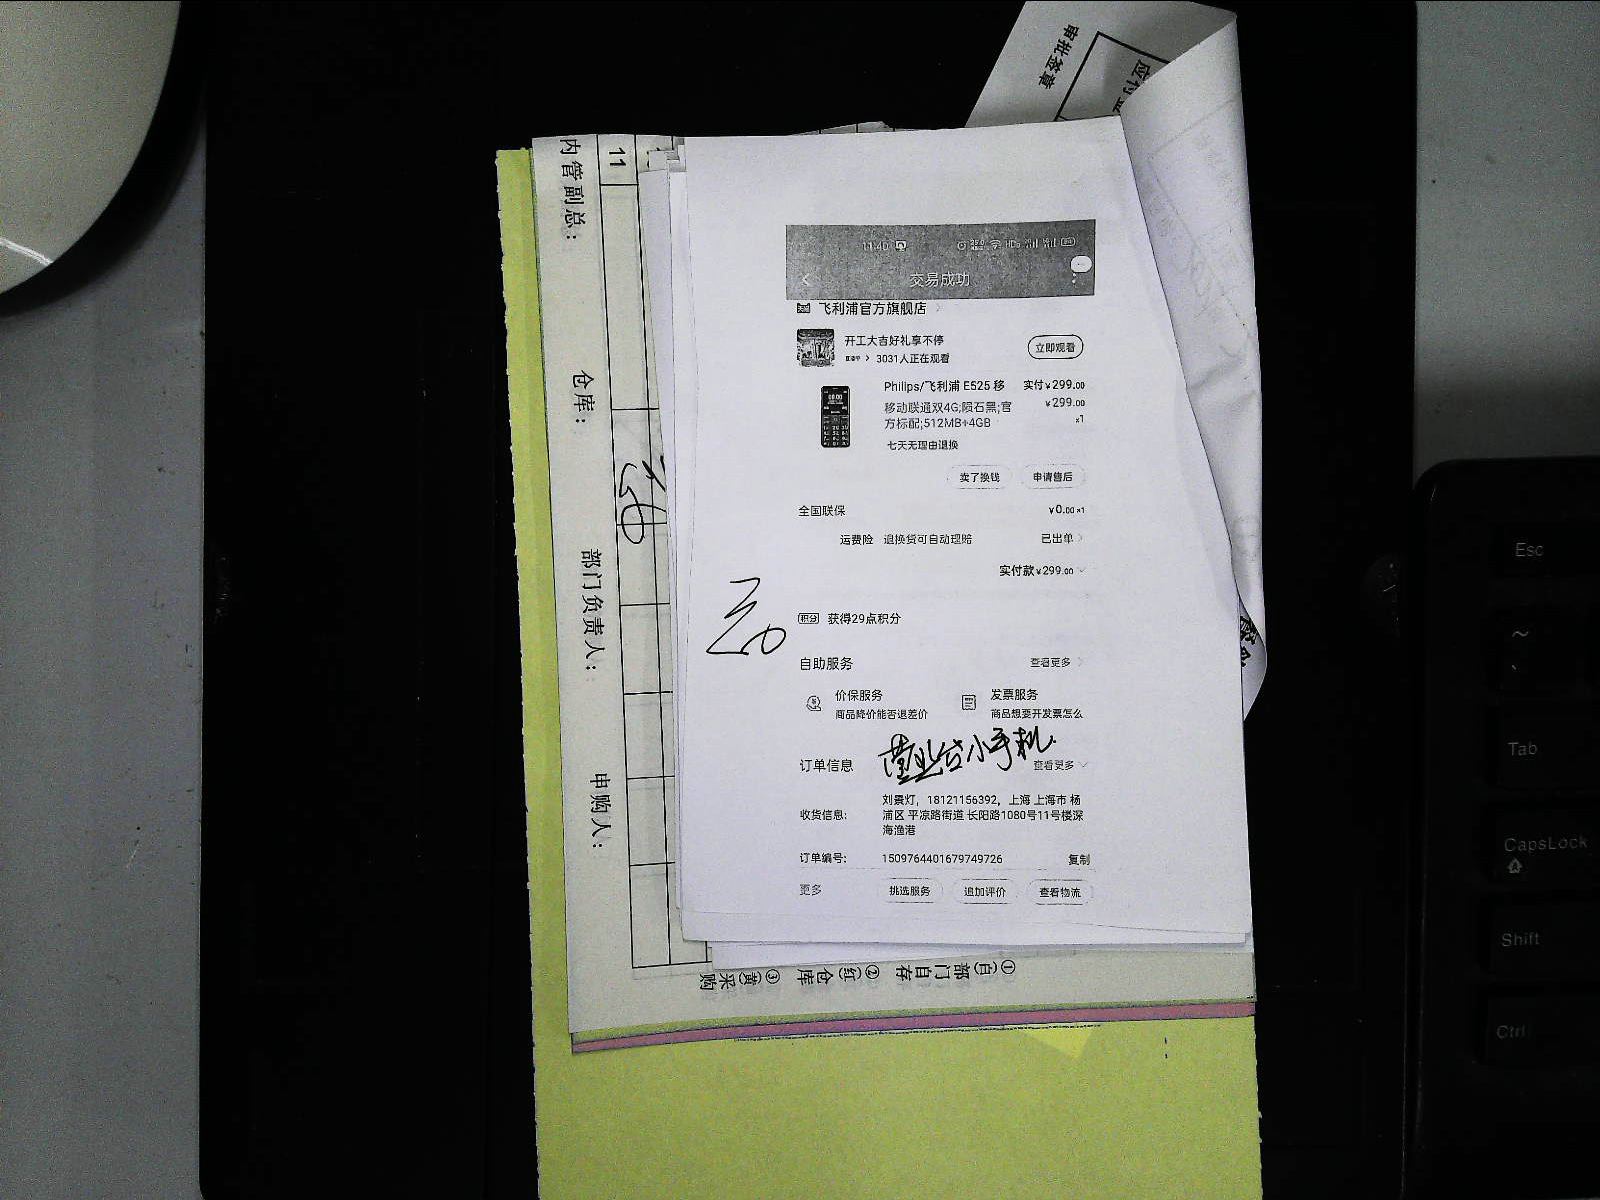 审批签章
11
内管副总：
仓库：
部门负责人：
申购人：
①(白)部门自存 ②(红)仓库 ③(黄)采购
11:40
交易成功
飞利浦官方旗舰店
开工大吉好礼享不停
直播中 3031人正在观看
立即观看
Philips/飞利浦 E525 移 实付¥299.00
移动联通双4G;陨石黑;官 ¥299.00
方标配;512MB+4GB x1
七天无理由退换
卖了换钱 申请售后
全国联保 ¥0.00 x1
运费险 退换货可自动理赔 已出单
实付款¥299.00
积分 获得29点积分
自助服务 查看更多
价保服务 发票服务
商品降价能否退差价 商品想要开发票怎么
营业台小手机
订单信息 查看更多
刘景灯，18121156392，上海 上海市 杨
收货信息: 浦区 平凉路街道 长阳路1080号11号楼深
海渔港
订单编号: 1509764401679749726 复制
更多 挑选服务 追加评价 查看物流
Esc
~
Tab
CapsLock
Shift
Ctrl